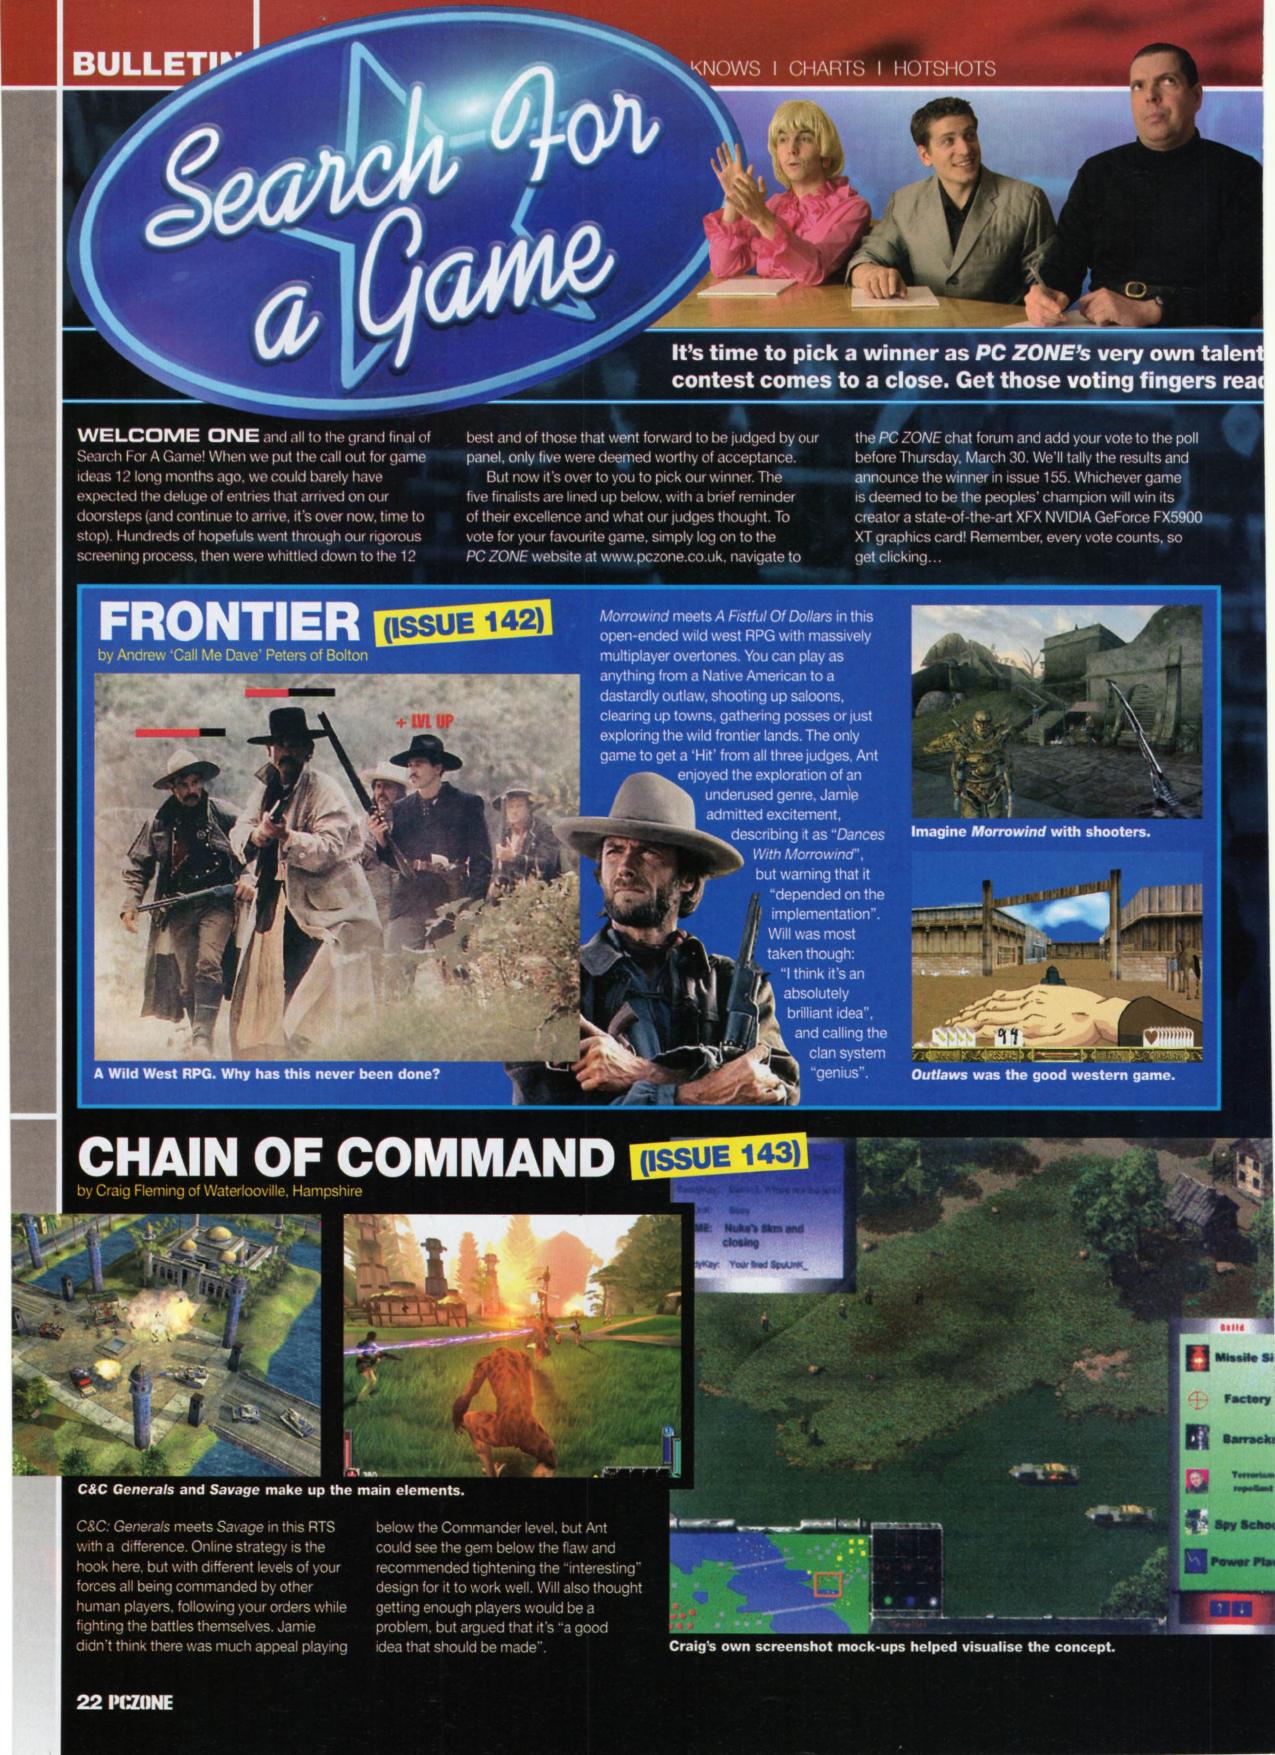 BULLETIN
KNOWS | CHARTS | HOTSHOTS
Search For
a Game
It's time to pick a winner as PC ZONE's very own talent
contest comes to a close. Get those voting fingers
WELCOME ONE and all to the grand final of
Search For A Game! When we put the call out for game
ideas 12 long months ago, we could barely have
expected the deluge of entries that arrived on our
doorsteps (and continue to arrive, it's over now, time to
stop). Hundreds of hopefuls went through our rigorous
screening process, then were whittled down to the 12
best and of those that went forward to be judged by our
panel, only five were deemed worthy of acceptance.
But now it's over to you to pick our winner. The
five finalists are lined up below, with a brief reminder
of their excellence and what our judges thought. To
vote for your favourite game, simply log on to the
PC ZONE website at www.pczone.co.uk, navigate to
the PC ZONE chat forum and add your vote to the poll
before Thursday, March 30. We'll tally the results and
announce the winner in issue 155. Whichever game
is deemed to be the peoples' champion will win its
creator a state-of-the-art XFX NVIDIA GeForce FX5900
XT graphics card! Remember, every vote counts, so
get clicking...
FRONTIER (ISSUE 142)
by Andrew 'Call Me Dave' Peters of Bolton
+ LVL UP
A Wild West RPG. Why has this never been done?
Morrowind meets A Fistful Of Dollars in this
open-ended wild west RPG with massively
multiplayer overtones. You can play as
anything from a Native American to a
dastardly outlaw, shooting up saloons,
clearing up towns, gathering posses or just
exploring the wild frontier lands. The only
game to get a 'Hit' from all three judges, Ant
enjoyed the exploration of an
underused genre, Jamie
admitted excitement,
describing it as "Dances
With Morrowind",
but warning that it
"depended on the
implementation".
Will was most
taken though:
"I think it's an
absolutely
brilliant idea",
and calling the
clan system
"genius".
Imagine Morrowind with shooters.
94
Outlaws was the good western game.
CHAIN OF COMMAND (ISSUE 143)
by Craig Fleming of Waterlooville, Hampshire
C&C Generals and Savage make up the main elements.
C&C: Generals meets Savage in this RTS
with a difference. Online strategy is the
hook here, but with different levels of your
forces all being commanded by other
human players, following your orders while
fighting the battles themselves. Jamie
didn't think there was much appeal playing
below the Commander level, but Ant
could see the gem below the flaw and
recommended tightening the "interesting"
design for it to work well. Will also thought
getting enough players would be a
problem, but argued that it's "a good
idea that should be made".
ME: Nuke's 5km and
closing
dyKay: Your fired SpuUnK_
Build
Missile Si
Factory
Barracks
Terrorism
repellant
Spy Schoo
Power Pla
Craig's own screenshot mock-ups helped visualise the concept.
22 PCZONE